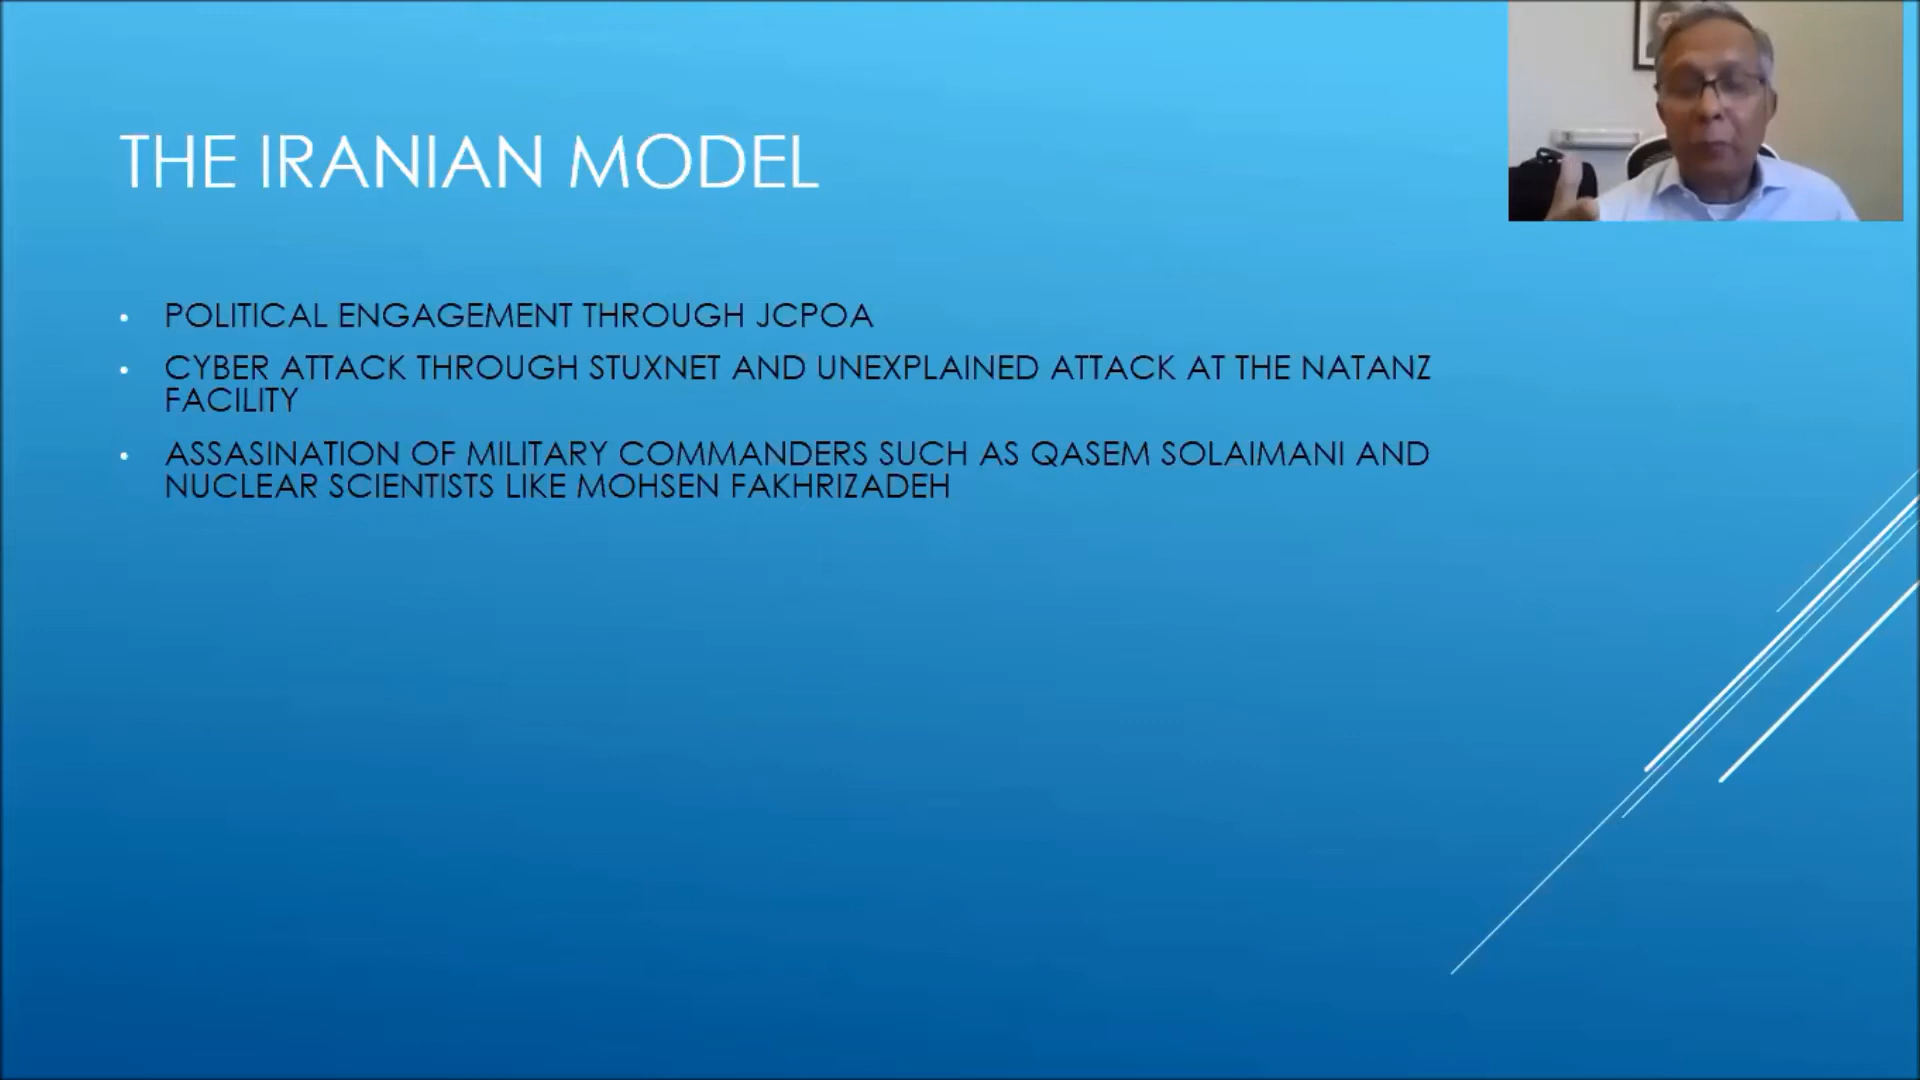 THE IRANIAN MODEL
• POLITICAL ENGAGEMENT THROUGH JCPOA
• CYBER ATTACK THROUGH STUXNET AND UNEXPLAINED ATTACK AT THE NATANZ
FACILITY
• ASSASINATION OF MILITARY COMMANDERS SUCH AS QASEM SOLAIMANI AND
NUCLEAR SCIENTISTS LIKE MOHSEN FAKHRIZADEH